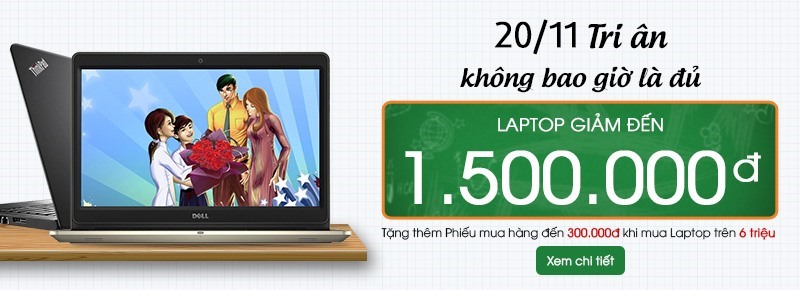 20/11 Tri ân
không bao giờ là đủ
LAPTOP GIẢM ĐẾN
1.500.000đ
Tặng thêm Phiếu mua hàng đến 300.000đ khi mua Laptop trên 6 triệu
Xem chi tiết
ThinkPad
DELL